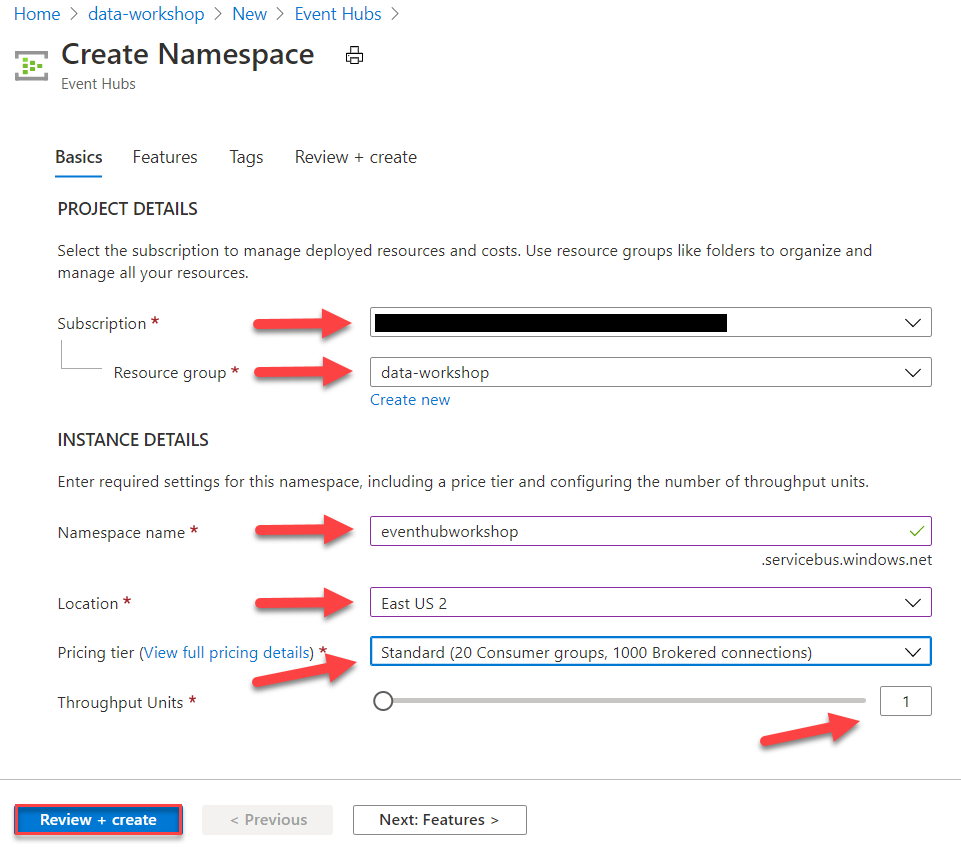 Home > data-workshop > New > Event Hubs >
Create Namespace
Event Hubs
Basics Features Tags Review + create
PROJECT DETAILS
Select the subscription to manage deployed resources and costs. Use resource groups like folders to organize and
manage all your resources.
Subscription *
Resource group * data-workshop
Create new
INSTANCE DETAILS
Enter required settings for this namespace, including a price tier and configuring the number of throughput units.
Namespace name * eventhubworkshop
.servicebus.windows.net
Location * East US 2
Pricing tier (View full pricing details) * Standard (20 Consumer groups, 1000 Brokered connections)
Throughput Units * 1
Review + create < Previous Next: Features >